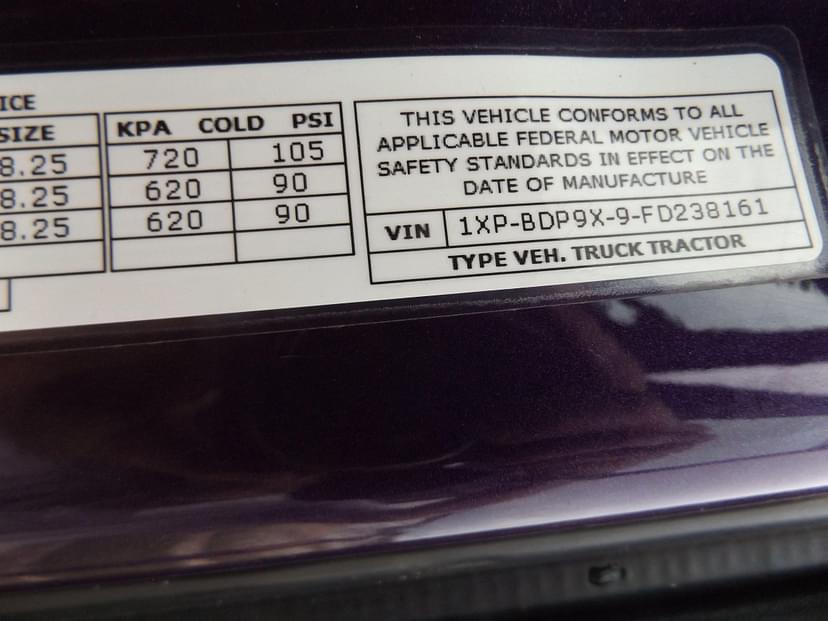 ICE
SIZE
8.25
8.25
8.25
KPA COLD PSI
720 105
620 90
620 90
THIS VEHICLE CONFORMS TO ALL
APPLICABLE FEDERAL MOTOR VEHICLE
SAFETY STANDARDS IN EFFECT ON THE
DATE OF MANUFACTURE
VIN 1XP-BDP9X-9-FD238161
TYPE VEH. TRUCK TRACTOR